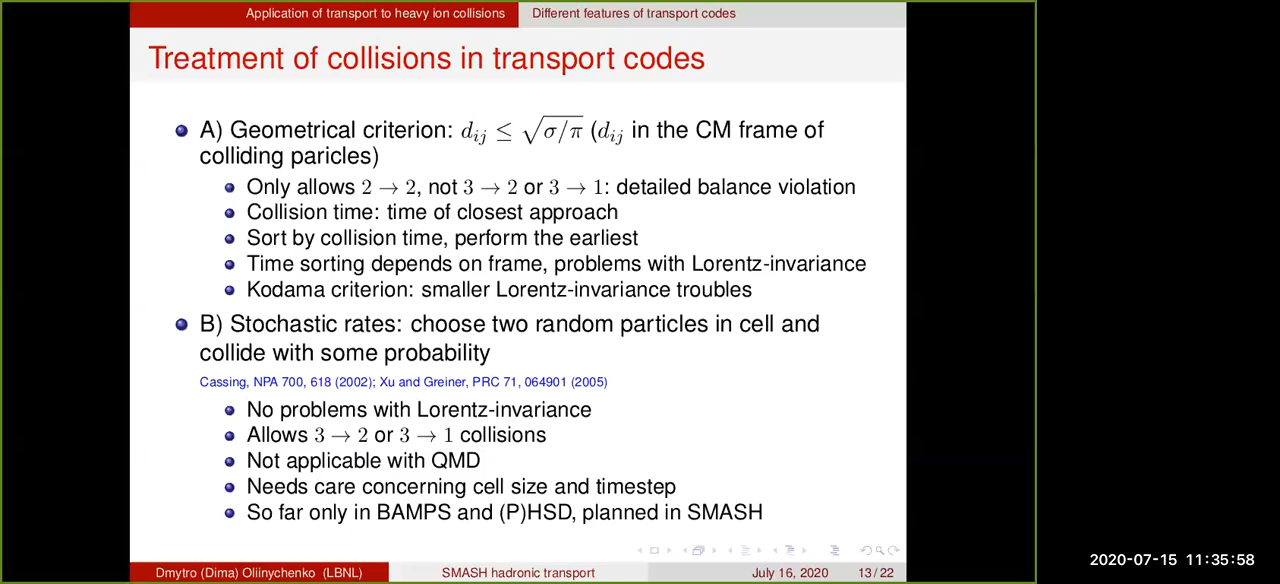 Application of transport to heavy ion collisions Different features of transport codes
Treatment of collisions in transport codes
A) Geometrical criterion: d_{ij} ≤ √σ/π (d_{ij} in the CM frame of
colliding paricles)
Only allows 2 → 2, not 3 → 2 or 3 → 1: detailed balance violation
Collision time: time of closest approach
Sort by collision time, perform the earliest
Time sorting depends on frame, problems with Lorentz-invariance
Kodama criterion: smaller Lorentz-invariance troubles
B) Stochastic rates: choose two random particles in cell and
collide with some probability
Cassing, NPA 700, 618 (2002); Xu and Greiner, PRC 71, 064901 (2005)
No problems with Lorentz-invariance
Allows 3 → 2 or 3 → 1 collisions
Not applicable with QMD
Needs care concerning cell size and timestep
So far only in BAMPS and (P)HSD, planned in SMASH
Dmytro (Dima) Oliinychenko (LBNL) SMASH hadronic transport July 16, 2020 13 / 22
2020-07-15 11:35:58